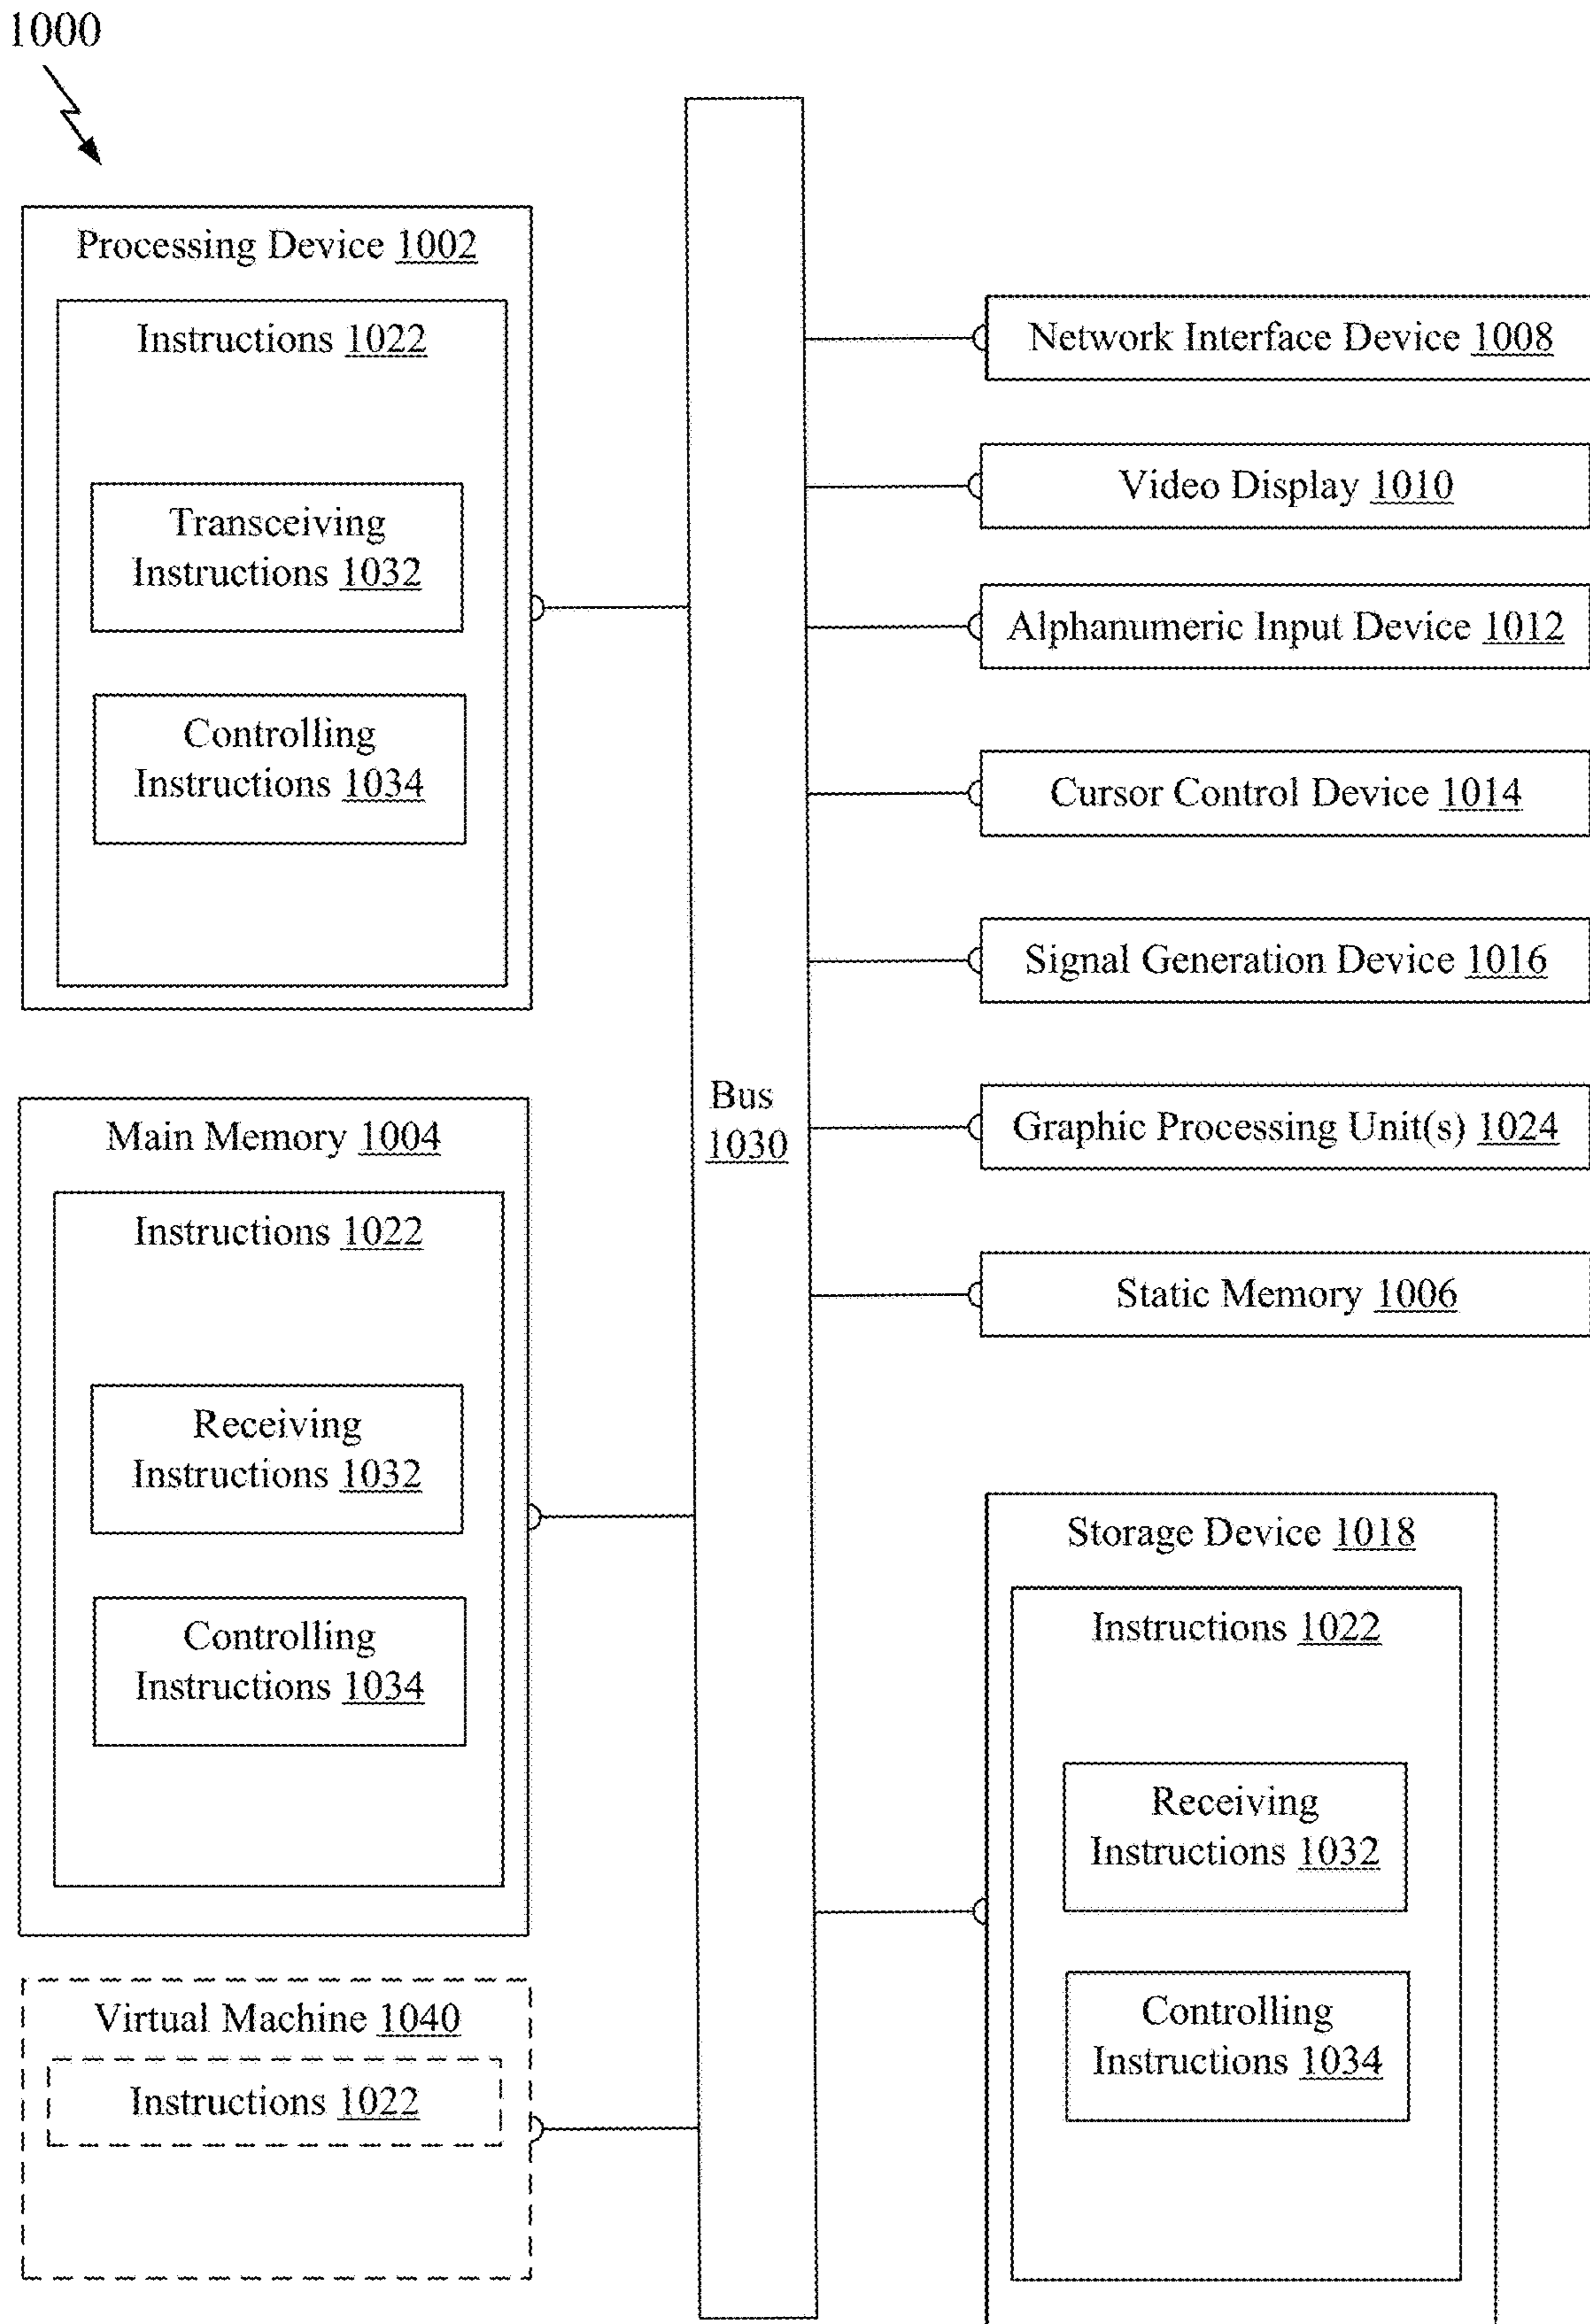 1000
Processing Device 1002
Instructions 1022
Transceiving
Instructions 1032
Controlling
Instructions 1034
Main Memory 1004
Instructions 1022
Receiving
Instructions 1032
Controlling
Instructions 1034
Virtual Machine 1040
Instructions 1022
Bus
1030
Network Interface Device 1008
Video Display 1010
Alphanumeric Input Device 1012
Cursor Control Device 1014
Signal Generation Device 1016
Graphic Processing Unit(s) 1024
Static Memory 1006
Storage Device 1018
Instructions 1022
Receiving
Instructions 1032
Controlling
Instructions 1034